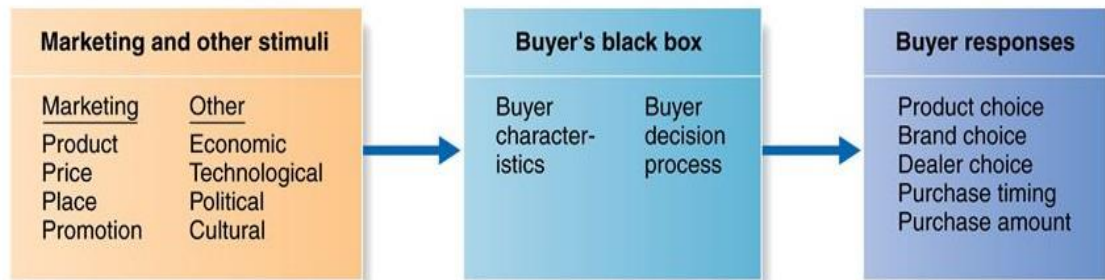 Marketing and other stimuli
Marketing
Product
Price
Place
Promotion
Other
Economic
Technological
Political
Cultural
Buyer's black box
Buyer
character-
istics
Buyer
decision
process
Buyer responses
Product choice
Brand choice
Dealer choice
Purchase timing
Purchase amount